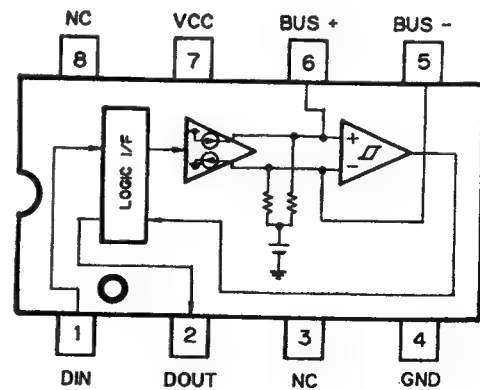 NC VCC BUS + BUS -
8 7 6 5
LOGIC I/F
+
-
1 2 3 4
DIN DOUT NC GND